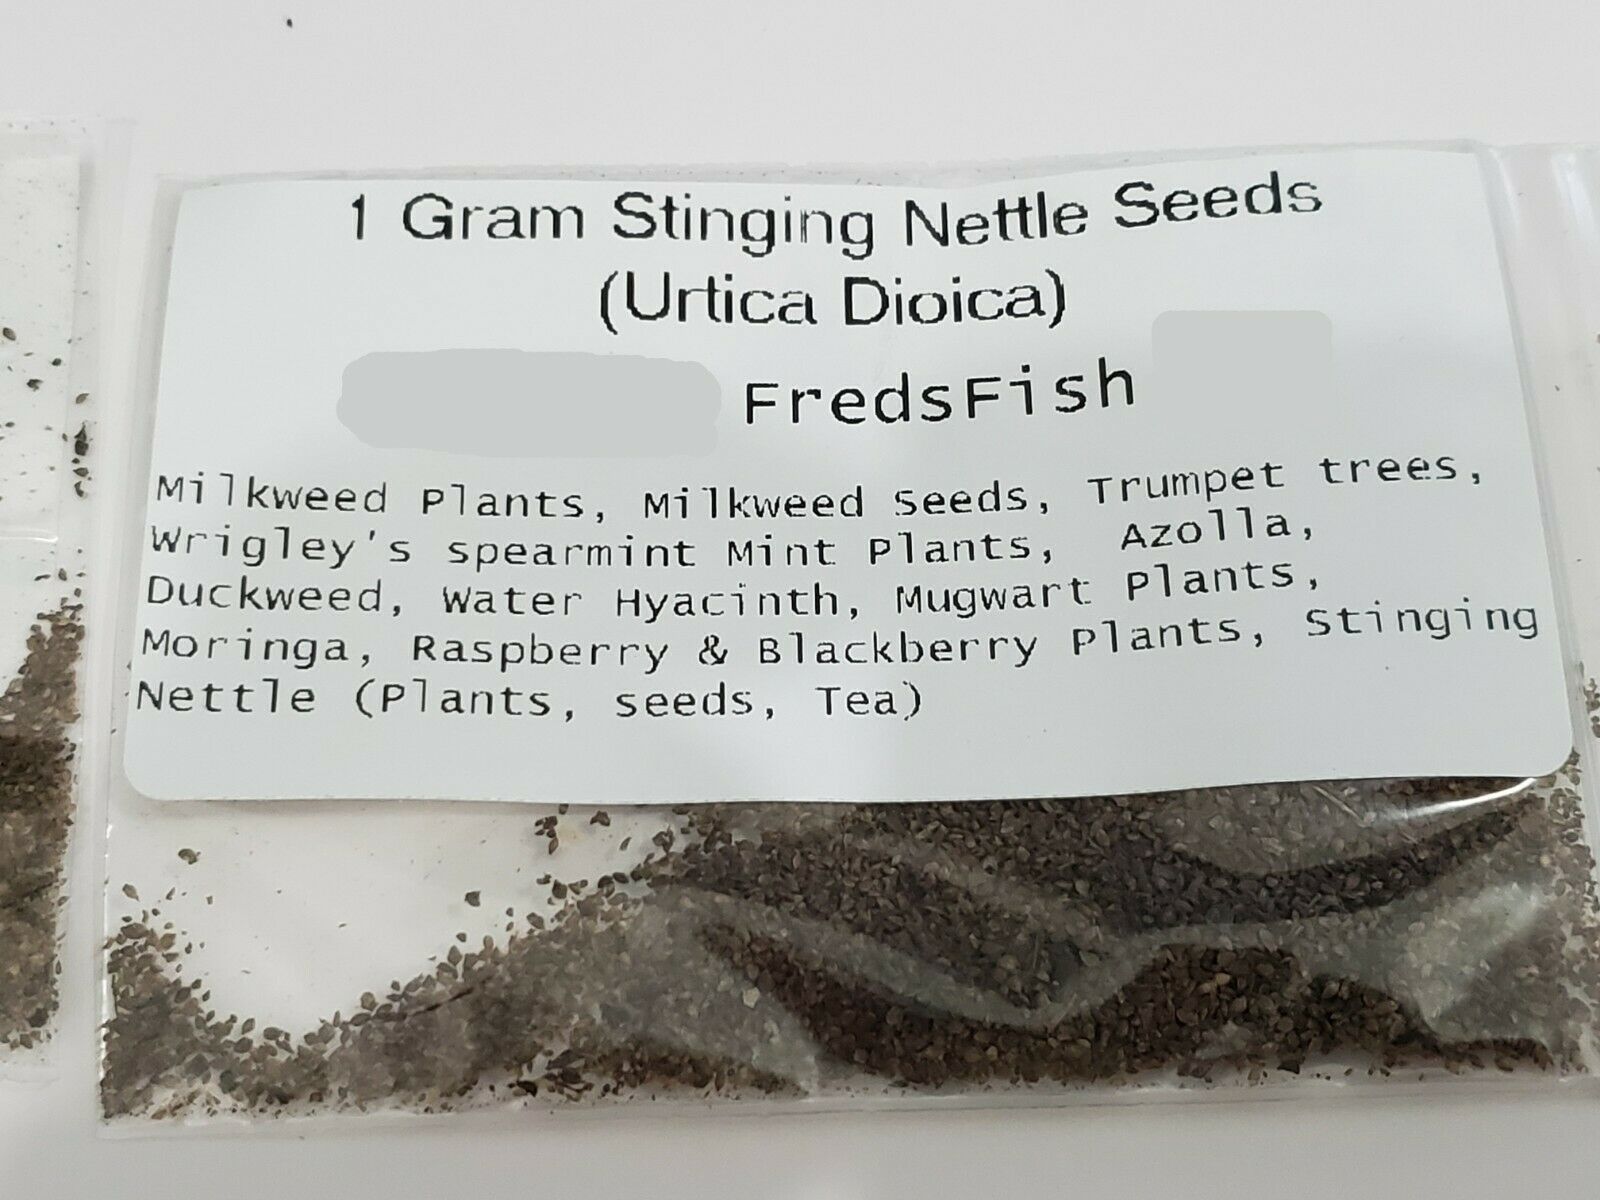 1 Gram Stinging Nettle Seeds
(Urtica Dioica)
FredsFish
Milkweed Plants, Milkweed Seeds, Trumpet trees,
Wrigley's spearmint Mint Plants, Azolla,
Duckweed, Water Hyacinth, Mugwart Plants,
Moringa, Raspberry & Blackberry Plants, Stinging
Nettle (Plants, seeds, Tea)